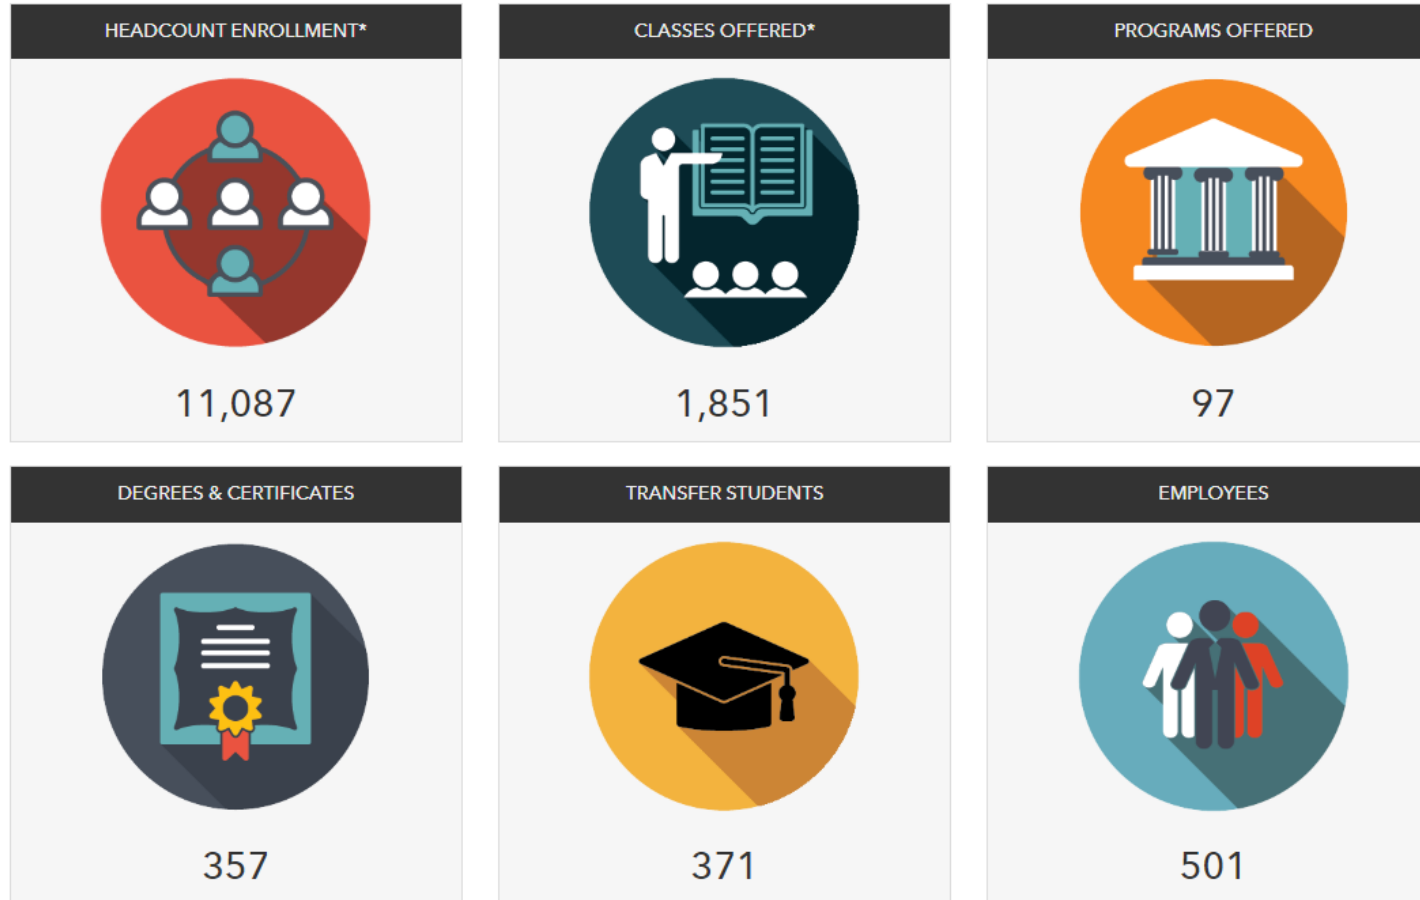 HEADCOUNT ENROLLMENT*
11,087
CLASSES OFFERED*
1,851
PROGRAMS OFFERED
97
DEGREES & CERTIFICATES
357
TRANSFER STUDENTS
371
EMPLOYEES
501